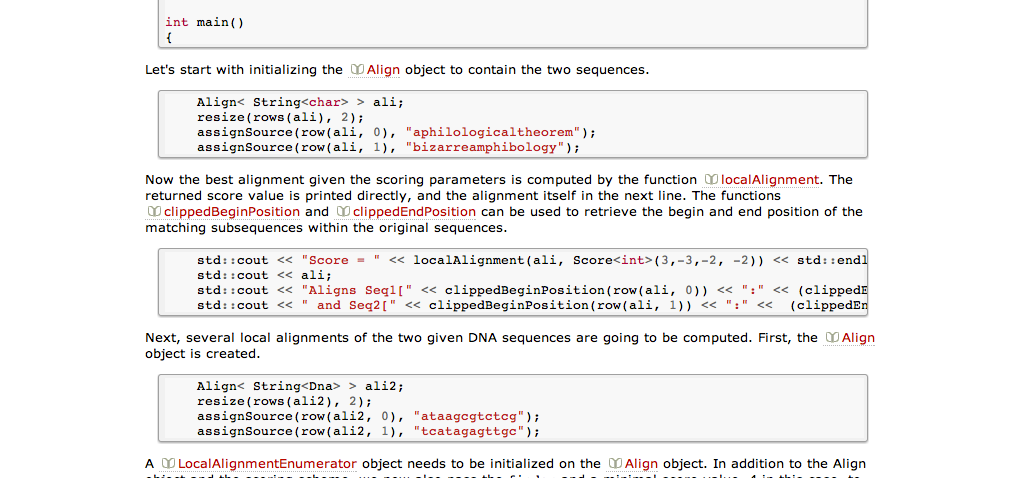 int main()
{
Let's start with initializing the Align object to contain the two sequences.
Align< String<char> > ali;
resize(rows(ali), 2);
assignSource(row(ali, 0), "aphilologicaltheorem");
assignSource(row(ali, 1), "bizarreamphibology");
Now the best alignment given the scoring parameters is computed by the function localAlignment. The
returned score value is printed directly, and the alignment itself in the next line. The functions
clippedBeginPosition and clippedEndPosition can be used to retrieve the begin and end position of the
matching subsequences within the original sequences.
std::cout << "Score = " << localAlignment(ali, Score<int>(3,-3,-2, -2)) << std::endl
std::cout << ali;
std::cout << "Aligns Seq1[" << clippedBeginPosition(row(ali, 0)) << ":" << (clippedE
std::cout << " and Seq2[" << clippedBeginPosition(row(ali, 1)) << ":" << (clippedEn
Next, several local alignments of the two given DNA sequences are going to be computed. First, the Align
object is created.
Align< String<Dna> > ali2;
resize(rows(ali2), 2);
assignSource(row(ali2, 0), "ataagcgtctcg");
assignSource(row(ali2, 1), "tcatagagttgc");
A LocalAlignmentEnumerator object needs to be initialized on the Align object. In addition to the Align